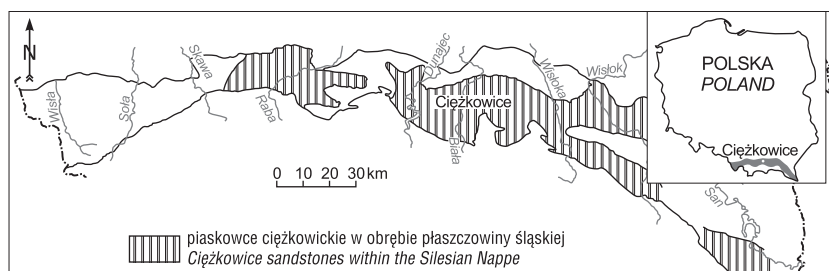 N
Wisła
Soła
Skawa
Raba
Dunajec
Biała
Ciężkowice
Wisłoka
Wisłok
San
POLSKA
POLAND
Ciężkowice
0 10 20 30 km
piaskowce ciężkowickie w obrębie płaszczowiny śląskiej
Ciężkowice sandstones within the Silesian Nappe